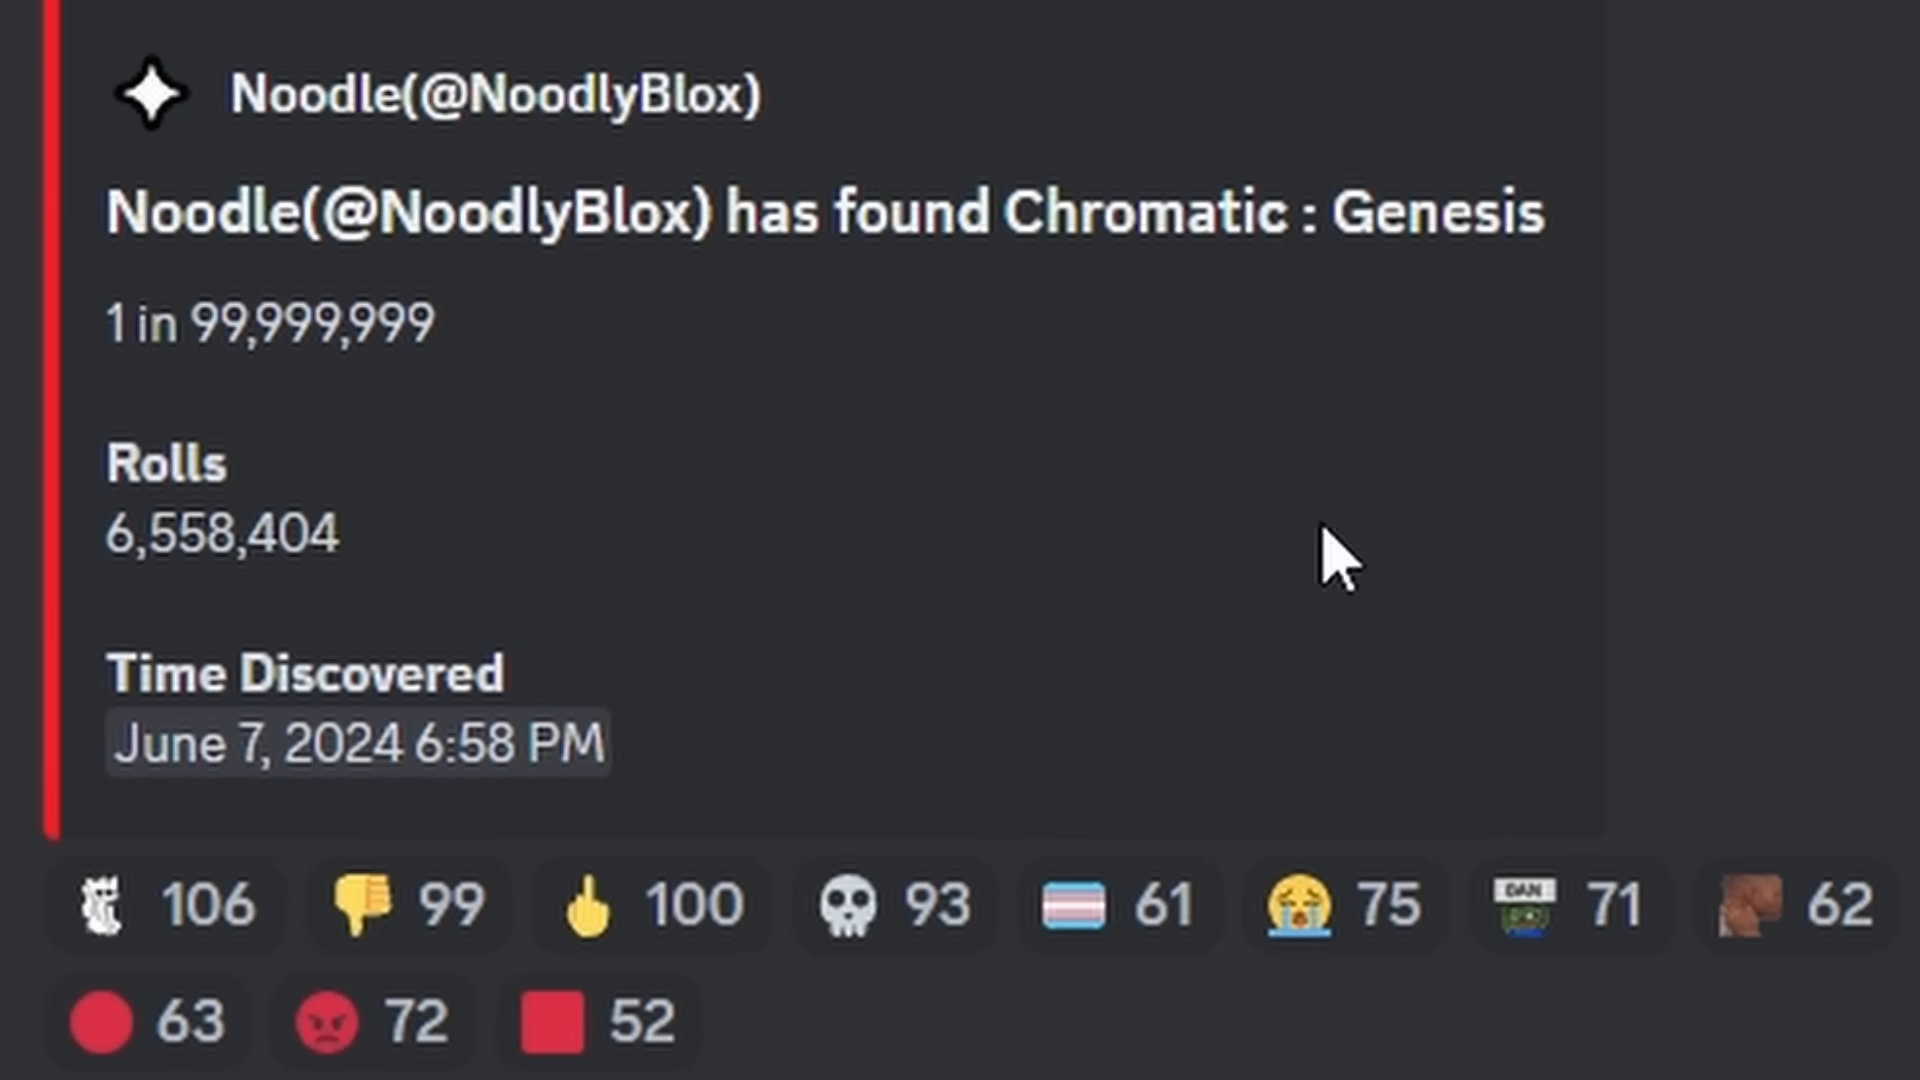 Noodle(@NoodlyBlox)
Noodle(@NoodlyBlox) has found Chromatic : Genesis
1 in 99,999,999
Rolls
6,558,404
Time Discovered
June 7, 2024 6:58 PM
106 99 100 93 61 75 DAN 71 62
63 72 52